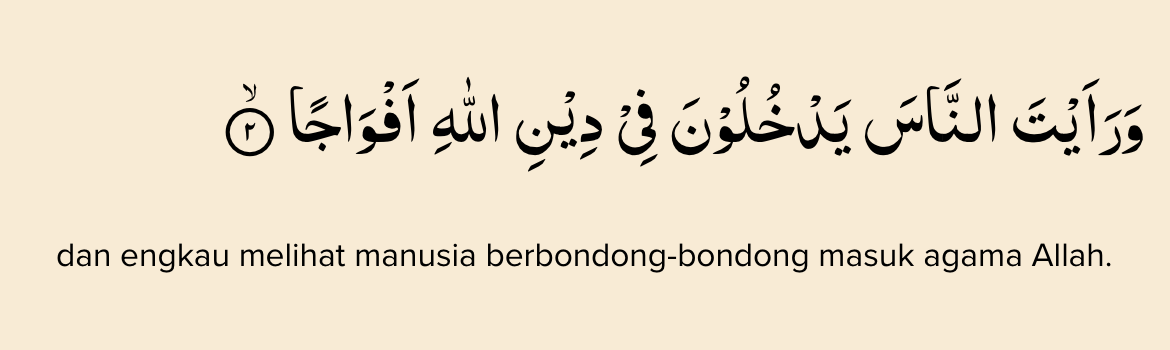 وَرَاَيْتَ النَّاسَ يَدْخُلُوْنَ فِيْ دِيْنِ اللّٰهِ اَفْوَاجًا ۙ ٢
dan engkau melihat manusia berbondong-bondong masuk agama Allah.